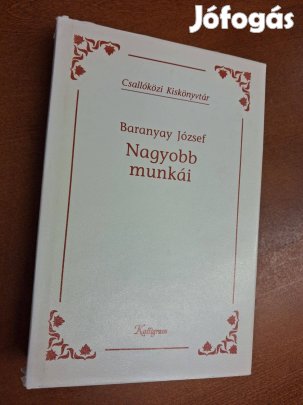 Jófogás
Csallóközi Kiskönyvtár
Baranyay József
Nagyobb
munkái
Kalligram